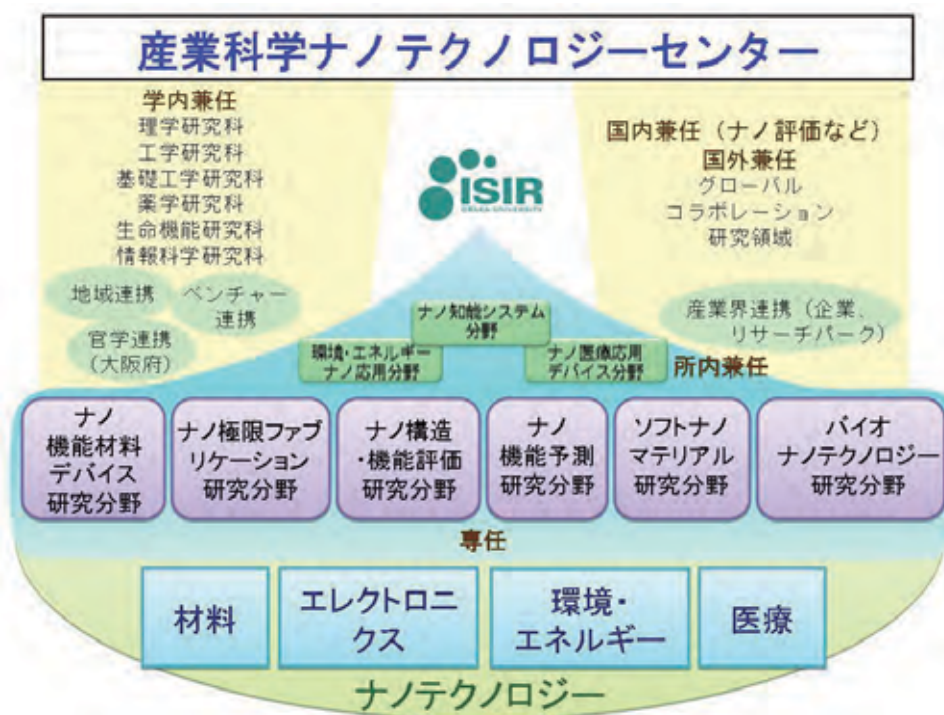 産業科学ナノテクノロジーセンター
学内兼任
理学研究科
工学研究科
基礎工学研究科
薬学研究科
生命機能研究科
情報科学研究科
地域連携
ベンチャー
連携
官学連携
(大阪府)
ISIR
OSAKA UNIVERSITY
国内兼任(ナノ評価など)
国外兼任
グローバル
コラボレーション
研究領域
産業界連携(企業、
リサーチパーク)
ナノ知能システム
分野
環境・エネルギー
ナノ応用分野
ナノ医療応用
デバイス分野
所内兼任
ナノ
機能材料
デバイス
研究分野
ナノ極限ファブ
リケーション
研究分野
ナノ構造
・機能評価
研究分野
ナノ
機能予測
研究分野
ソフトナノ
マテリアル
研究分野
バイオ
ナノテクノロジー
研究分野
専任
材料
エレクトロニ
クス
環境・
エネルギー
医療
ナノテクノロジー